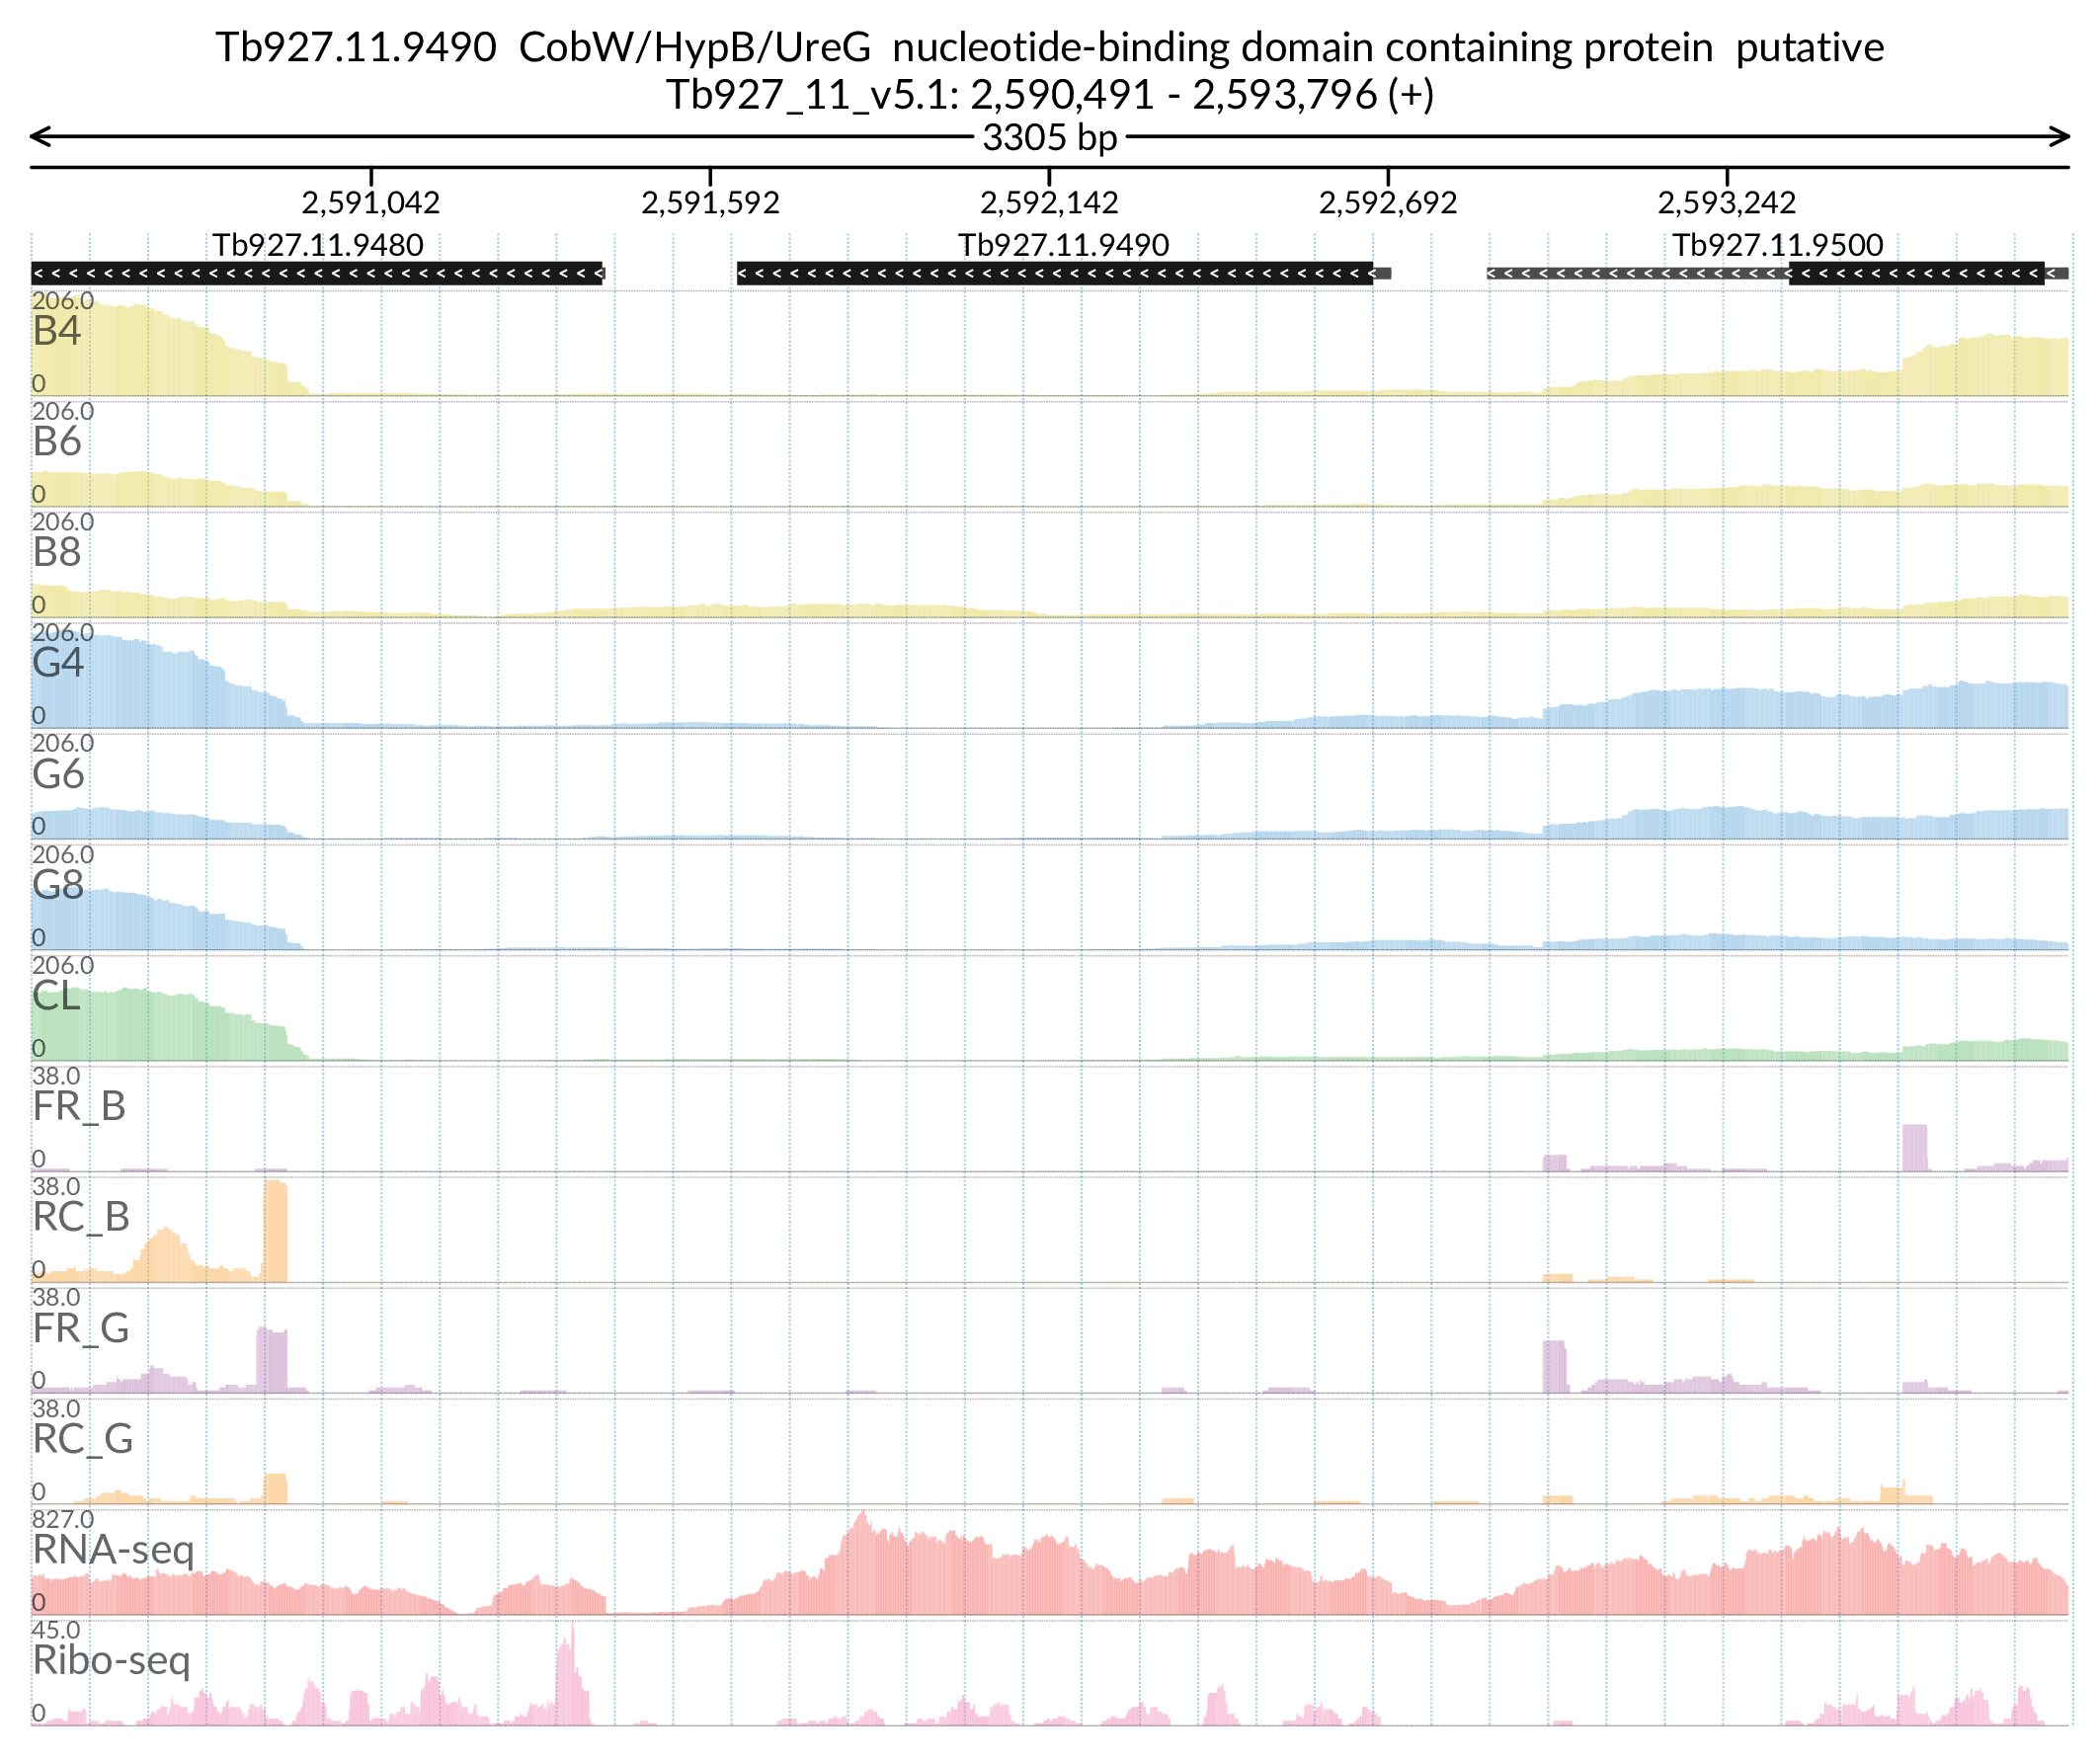 Tb927.11.9490 CobW/HypB/UreG nucleotide-binding domain containing protein putative
Tb927_11_v5.1: 2,590,491 - 2,593,796 (+)
3305 bp
2,591,042 2,591,592 2,592,142 2,592,692 2,593,242
Tb927.11.9480 Tb927.11.9490 Tb927.11.9500
206.0
B4
0
206.0
B6
0
206.0
B8
0
206.0
G4
0
206.0
G6
0
206.0
G8
0
206.0
CL
0
38.0
FR_B
0
38.0
RC_B
0
38.0
FR_G
0
38.0
RC_G
0
827.0
RNA-seq
0
45.0
Ribo-seq
0